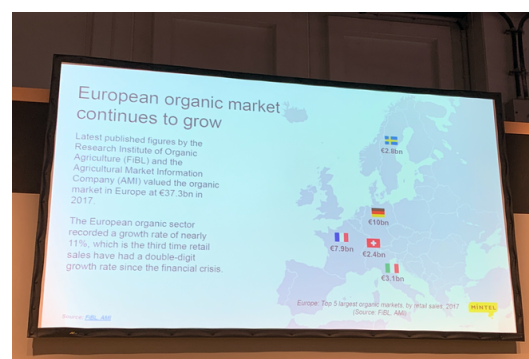 European organic market
continues to grow
Latest published figures by the
Research Institute of Organic
Agriculture (FiBL) and the
Agricultural Market Information
Company (AMI) valued the organic
market in Europe at €37.3bn in
2017.
The European organic sector
recorded a growth rate of nearly
11%, which is the third time retail
sales have had a double-digit
growth rate since the financial crisis.
€2.8bn
€10bn
€7.9bn
€2.4bn
€3.1bn
Europe: Top 5 largest organic markets, by retail sales, 2017
(Source: FiBL, AMI)
MINTEL
Source: FiBL, AMI